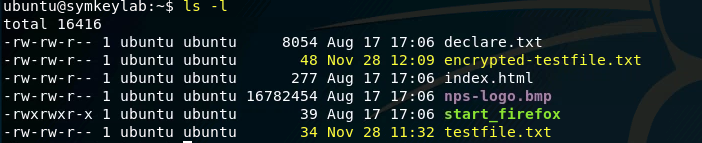 ubuntu@symkeylab:~$ ls -l
total 16416
-rw-rw-r-- 1 ubuntu ubuntu     8054 Aug 17 17:06 declare.txt
-rw-rw-r-- 1 ubuntu ubuntu       48 Nov 28 12:09 encrypted-testfile.txt
-rw-rw-r-- 1 ubuntu ubuntu      277 Aug 17 17:06 index.html
-rw-rw-r-- 1 ubuntu ubuntu 16782454 Aug 17 17:06 nps-logo.bmp
-rwxrwxr-x 1 ubuntu ubuntu       39 Aug 17 17:06 start_firefox
-rw-rw-r-- 1 ubuntu ubuntu       34 Nov 28 11:32 testfile.txt